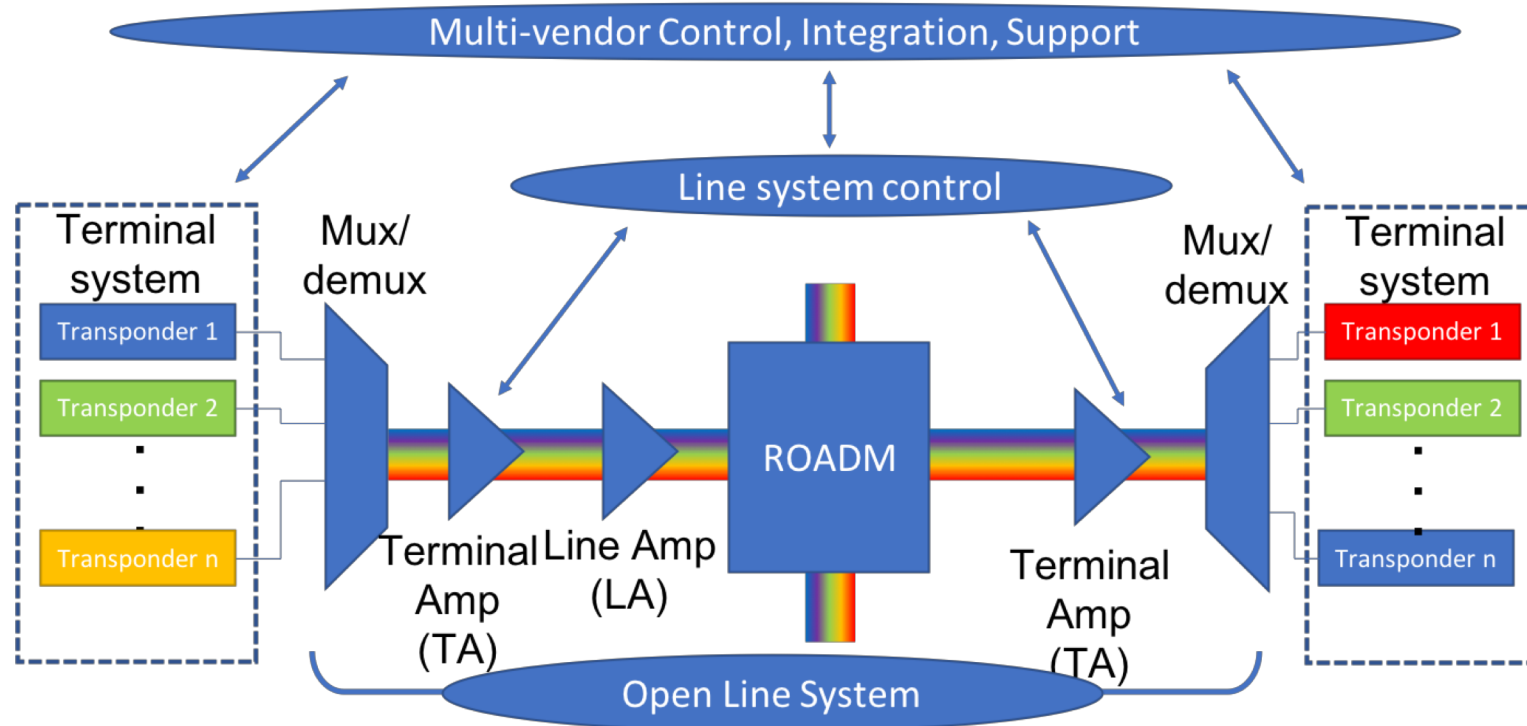 Multi-vendor Control, Integration, Support
Line system control
Terminal
system
Transponder 1
Transponder 2
Transponder n
Mux/
demux
Terminal
Amp
(TA)
Line Amp
(LA)
ROADM
Terminal
Amp
(TA)
Mux/
demux
Terminal
system
Transponder 1
Transponder 2
Transponder n
Open Line System